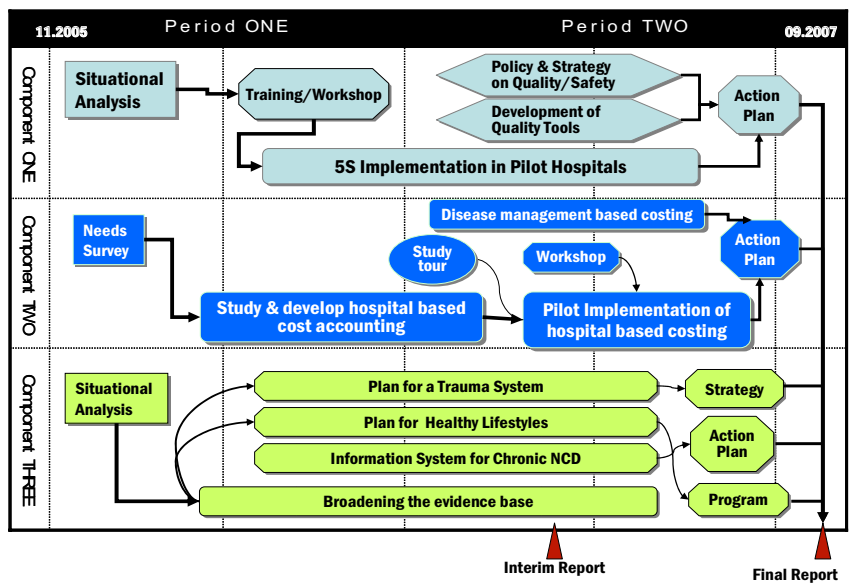 Period ONE
Period TWO
11.2005
09.2007
Component ONE
Situational
Analysis
Training/Workshop
Policy & Strategy
on Quality/Safety
Development of
Quality Tools
Action
Plan
5S Implementation in Pilot Hospitals
Component TWO
Needs
Survey
Disease management based costing
Study
tour
Workshop
Action
Plan
Study & develop hospital based
cost accounting
Pilot Implementation of
hospital based costing
Component THREE
Situational
Analysis
Plan for a Trauma System
Strategy
Plan for Healthy Lifestyles
Action
Plan
Information System for Chronic NCD
Broadening the evidence base
Program
Interim Report
Final Report